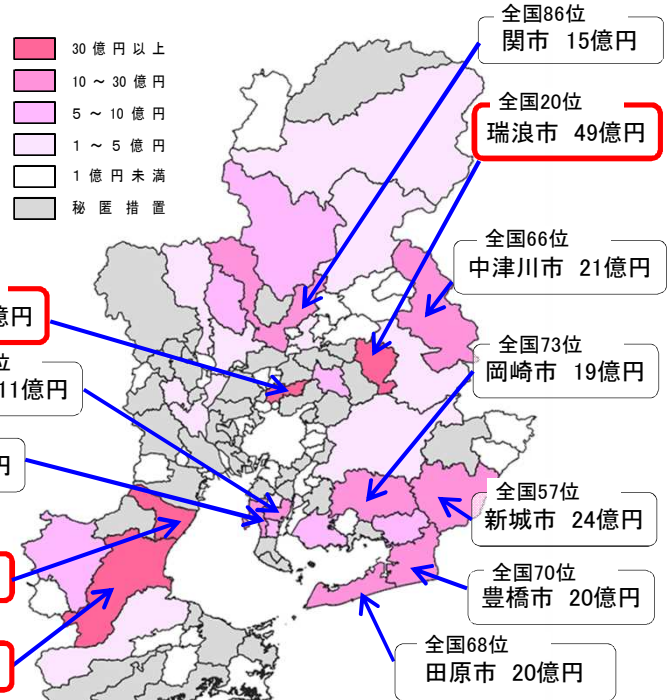 30億円以上
10～30億円
5～10億円
1～5億円
1億円未満
秘匿措置
全国86位
関市 15億円
全国20位
瑞浪市 49億円
全国66位
中津川市 21億円
全国73位
岡崎市 19億円
全国57位
新城市 24億円
全国70位
豊橋市 20億円
全国68位
田原市 20億円
億円
位
11億円
円